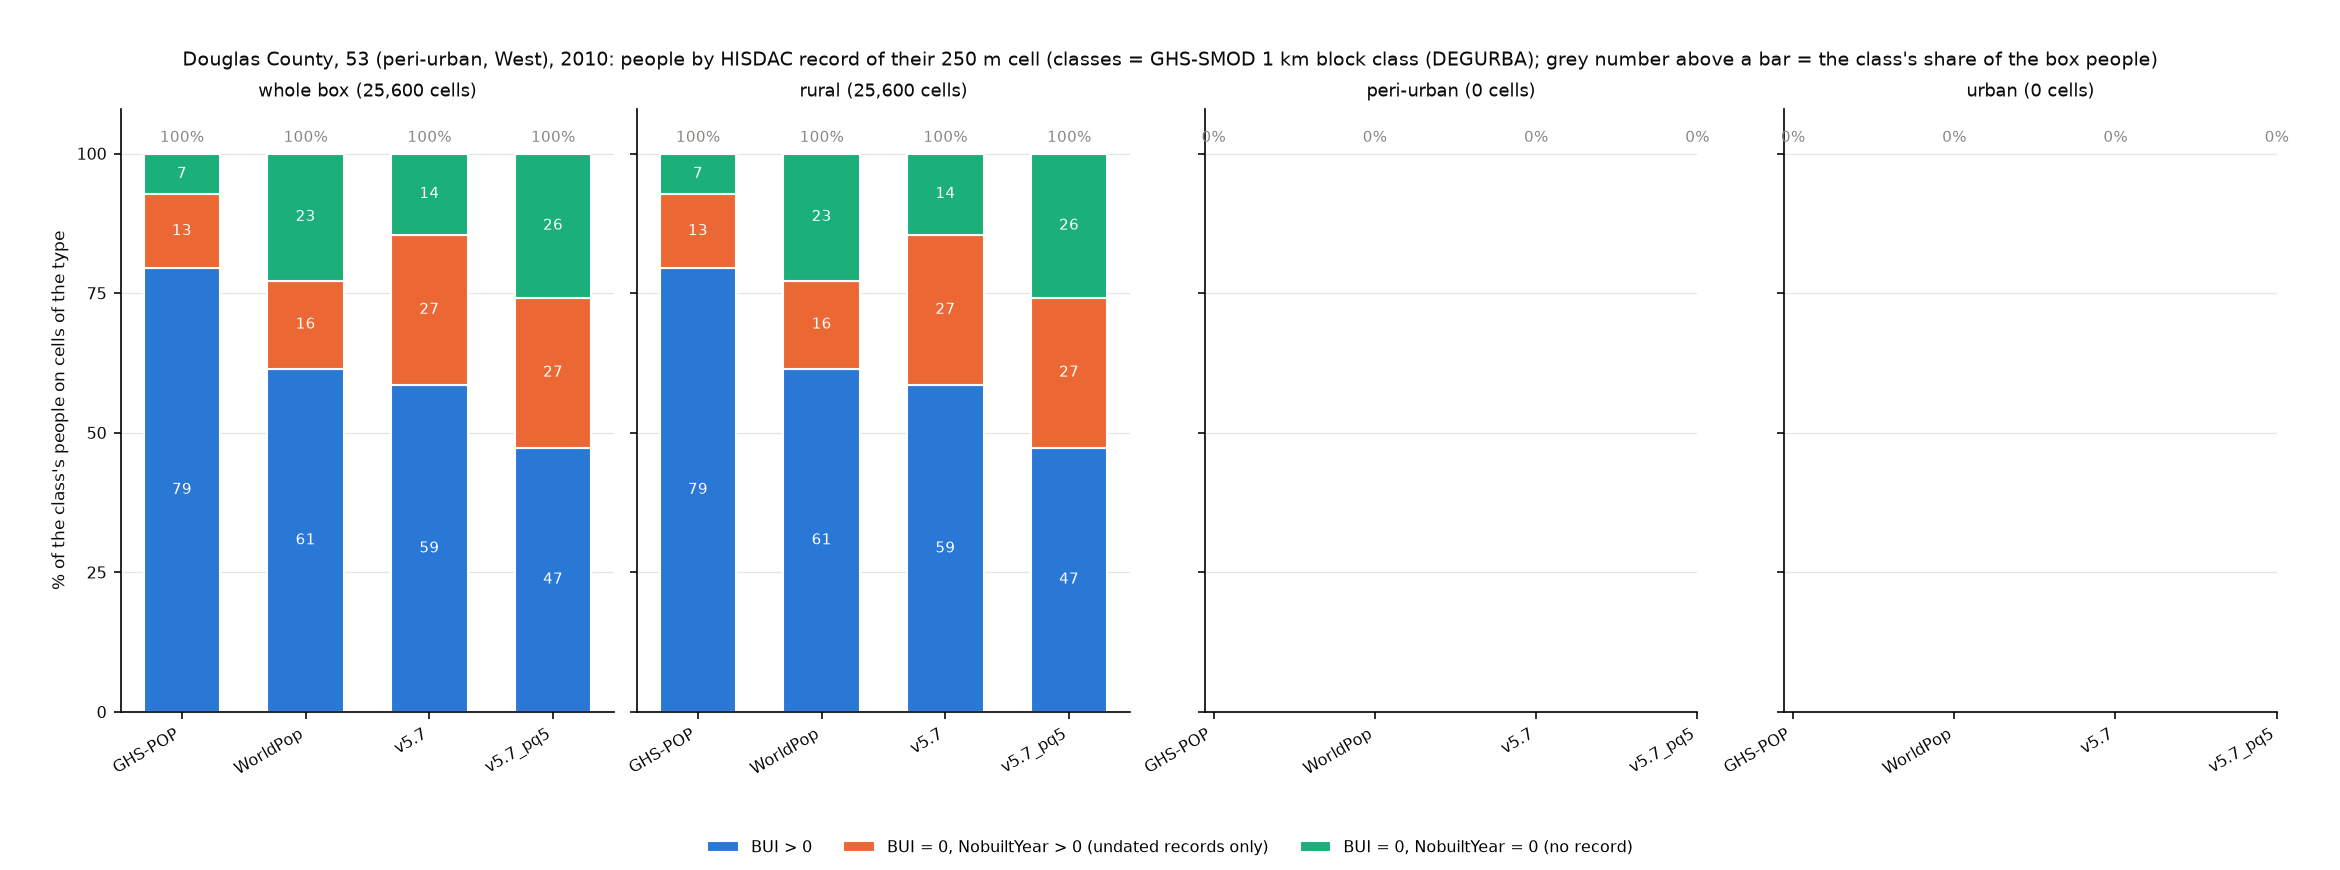 Douglas County, 53 (peri-urban, West), 2010: people by HISDAC record of their 250 m cell (classes = GHS-SMOD 1 km block class (DEGURBA); grey number above a bar = the class's share of the box people)
whole box (25,600 cells)
rural (25,600 cells)
peri-urban (0 cells)
urban (0 cells)
% of the class's people on cells of the type
100
75
50
25
0
100% 100% 100% 100%
7 23 14 26
13 16 27 27
79 61 59 47
GHS-POP WorldPop v5.7 v5.7_pq5
100% 100% 100% 100%
7 23 14 26
13 16 27 27
79 61 59 47
GHS-POP WorldPop v5.7 v5.7_pq5
0% 0% 0% 0%
GHS-POP WorldPop v5.7 v5.7_pq5
0% 0% 0% 0%
GHS-POP WorldPop v5.7 v5.7_pq5
BUI > 0
BUI = 0, NobuiltYear > 0 (undated records only)
BUI = 0, NobuiltYear = 0 (no record)